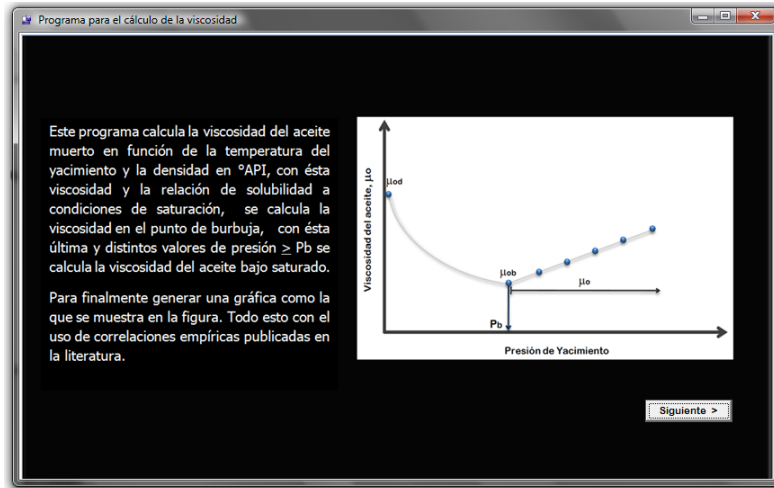 Programa para el cálculo de la viscosidad
Este programa calcula la viscosidad del aceite
muerto en función de la temperatura del
yacimiento y la densidad en °API, con ésta
viscosidad y la relación de solubilidad a
condiciones de saturación, se calcula la
viscosidad en el punto de burbuja, con ésta
última y distintos valores de presión ≥ Pb se
calcula la viscosidad del aceite bajo saturado.
Para finalmente generar una gráfica como la
que se muestra en la figura. Todo esto con el
uso de correlaciones empíricas publicadas en
la literatura.
Viscosidad del aceite, μo
μod
μob
μo
Pb
Presión de Yacimiento
Siguiente >